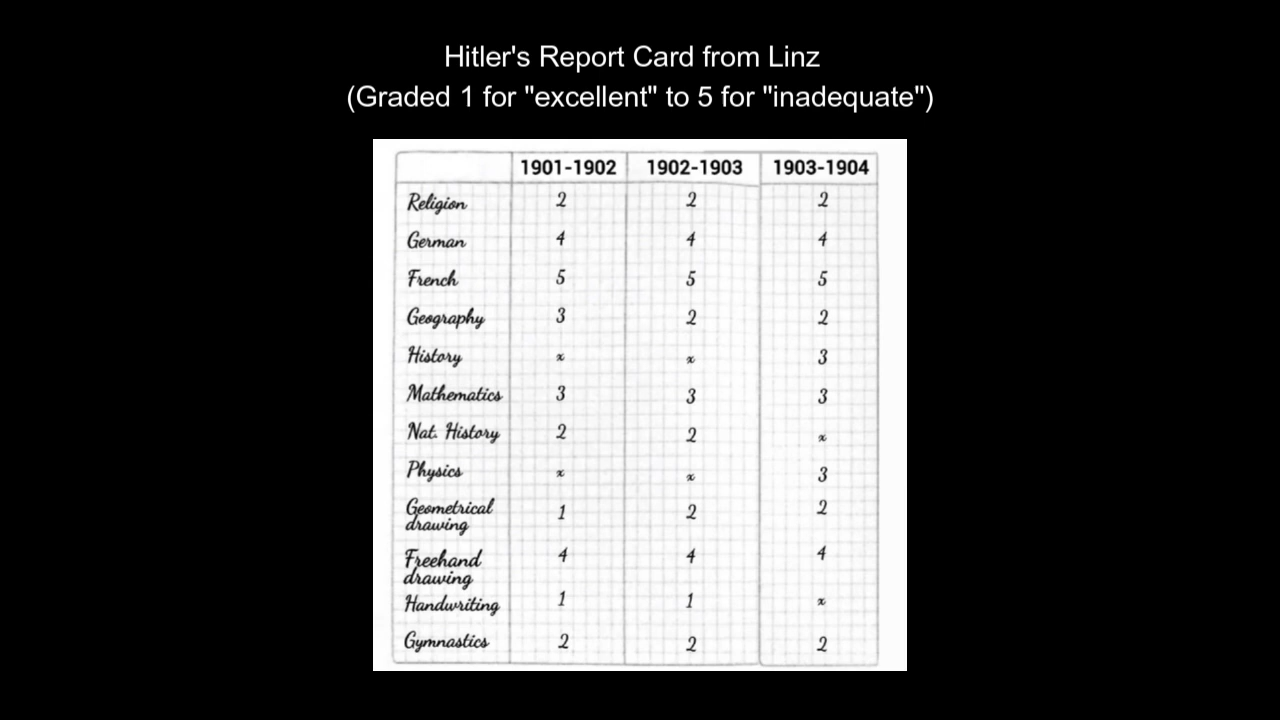 Hitler's Report Card from Linz
(Graded 1 for "excellent" to 5 for "inadequate")
1901-1902 1902-1903 1903-1904
Religion 2 2 2
German 4 4 4
French 5 5 5
Geography 3 2 2
History x x 3
Mathematics 3 3 3
Nat. History 2 2 x
Physics x x 3
Geometrical
drawing 1 2 2
Freehand
drawing 4 4 4
Handwriting 1 1 x
Gymnastics 2 2 2